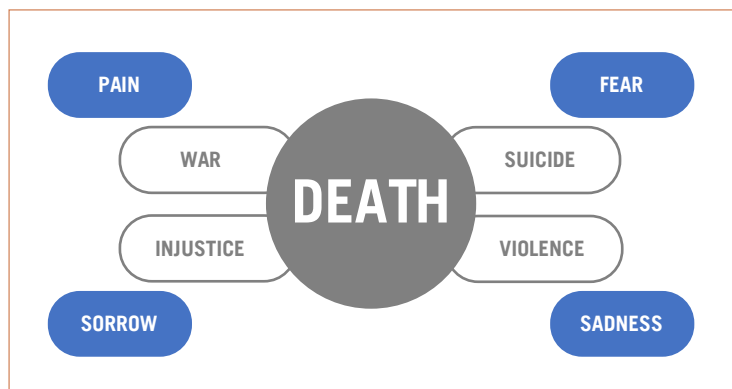 PAIN
FEAR
WAR
SUICIDE
DEATH
INJUSTICE
VIOLENCE
SORROW
SADNESS